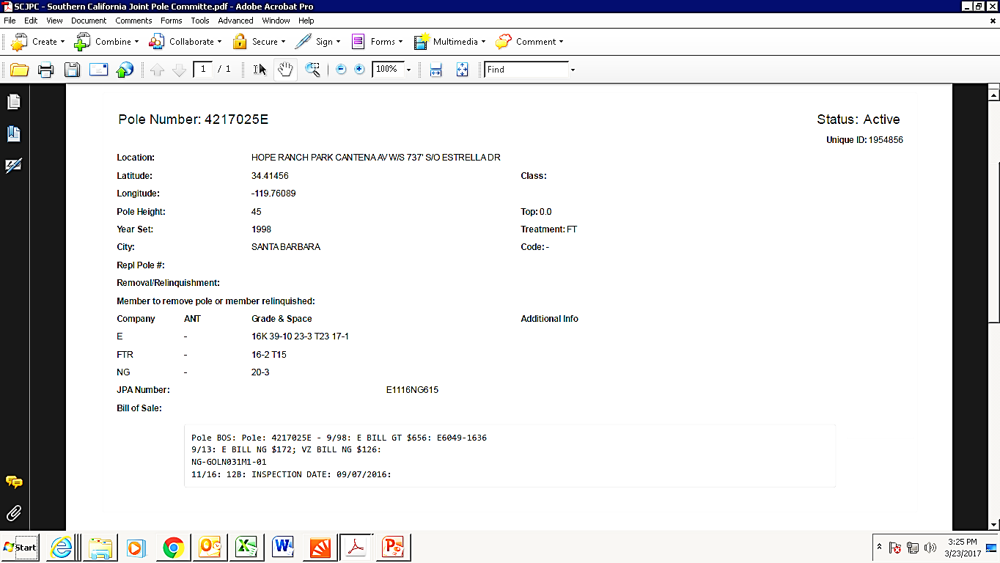 SCJPC - Southern California Joint Pole Committe.pdf - Adobe Acrobat Pro
File Edit View Document Comments Forms Tools Advanced Window Help
Create Combine Collaborate Secure Sign Forms Multimedia Comment
1 / 1 100% Find
Pole Number: 4217025E Status: Active
Unique ID: 1954856
Location: HOPE RANCH PARK CANTENA AV W/S 737' S/O ESTRELLA DR
Latitude: 34.41456 Class:
Longitude: -119.76089
Pole Height: 45 Top: 0.0
Year Set: 1998 Treatment: FT
City: SANTA BARBARA Code: -
Repl Pole #:
Removal/Relinquishment:
Member to remove pole or member relinquished:
Company ANT Grade & Space Additional Info
E - 16K 39-10 23-3 T23 17-1
FTR - 16-2 T15
NG - 20-3
JPA Number: E1116NG615
Bill of Sale:
Pole BOS: Pole: 4217025E - 9/98: E BILL GT $656: E6049-1636
9/13: E BILL NG $172; VZ BILL NG $126:
NG-GOLN031M1-01
11/16: 12B: INSPECTION DATE: 09/07/2016:
Start 3:25 PM
3/23/2017